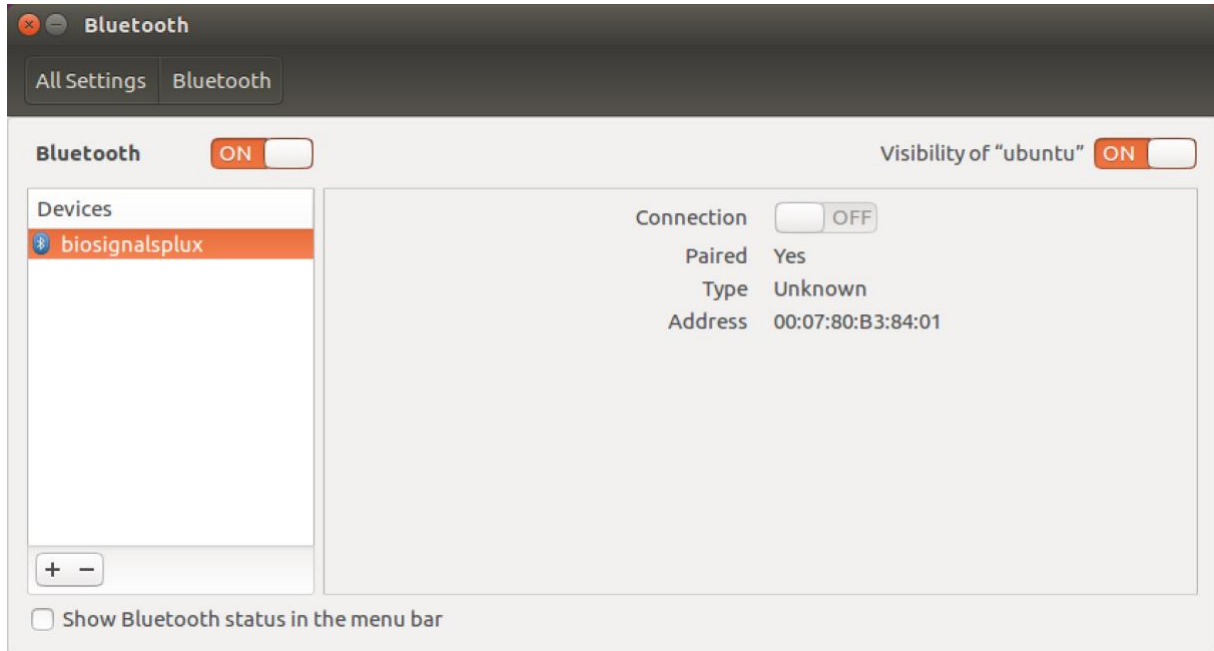 Bluetooth
All Settings Bluetooth
Bluetooth ON
Visibility of “ubuntu” ON
Devices
biosignalsplux
Connection OFF
Paired Yes
Type Unknown
Address 00:07:80:B3:84:01
+ −
Show Bluetooth status in the menu bar